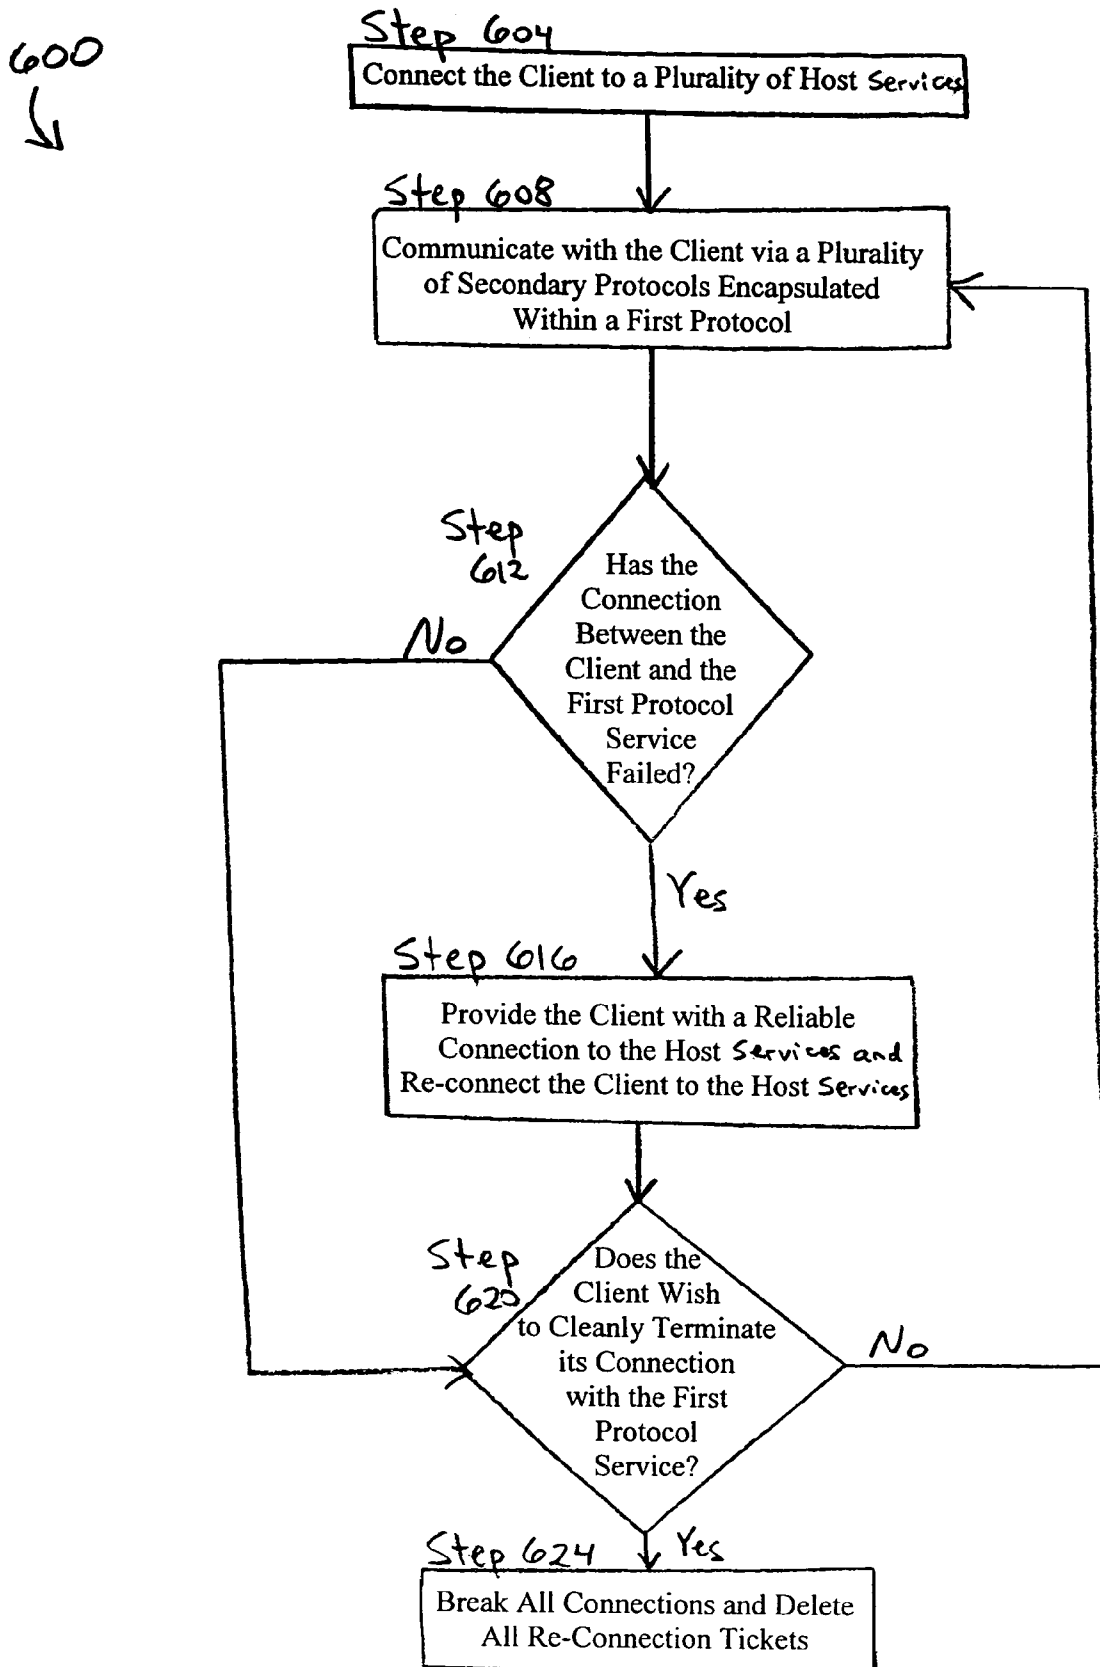 600
Step 604
Connect the Client to a Plurality of Host Services
Step 608
Communicate with the Client via a Plurality
of Secondary Protocols Encapsulated
Within a First Protocol
Step
612
Has the
Connection
Between the
Client and the
First Protocol
Service
Failed?
No
Yes
Step 616
Provide the Client with a Reliable
Connection to the Host Services and
Re-connect the Client to the Host Services
Step
620
Does the
Client Wish
to Cleanly Terminate
its Connection
with the First
Protocol
Service?
No
Yes
Step 624
Break All Connections and Delete
All Re-Connection Tickets